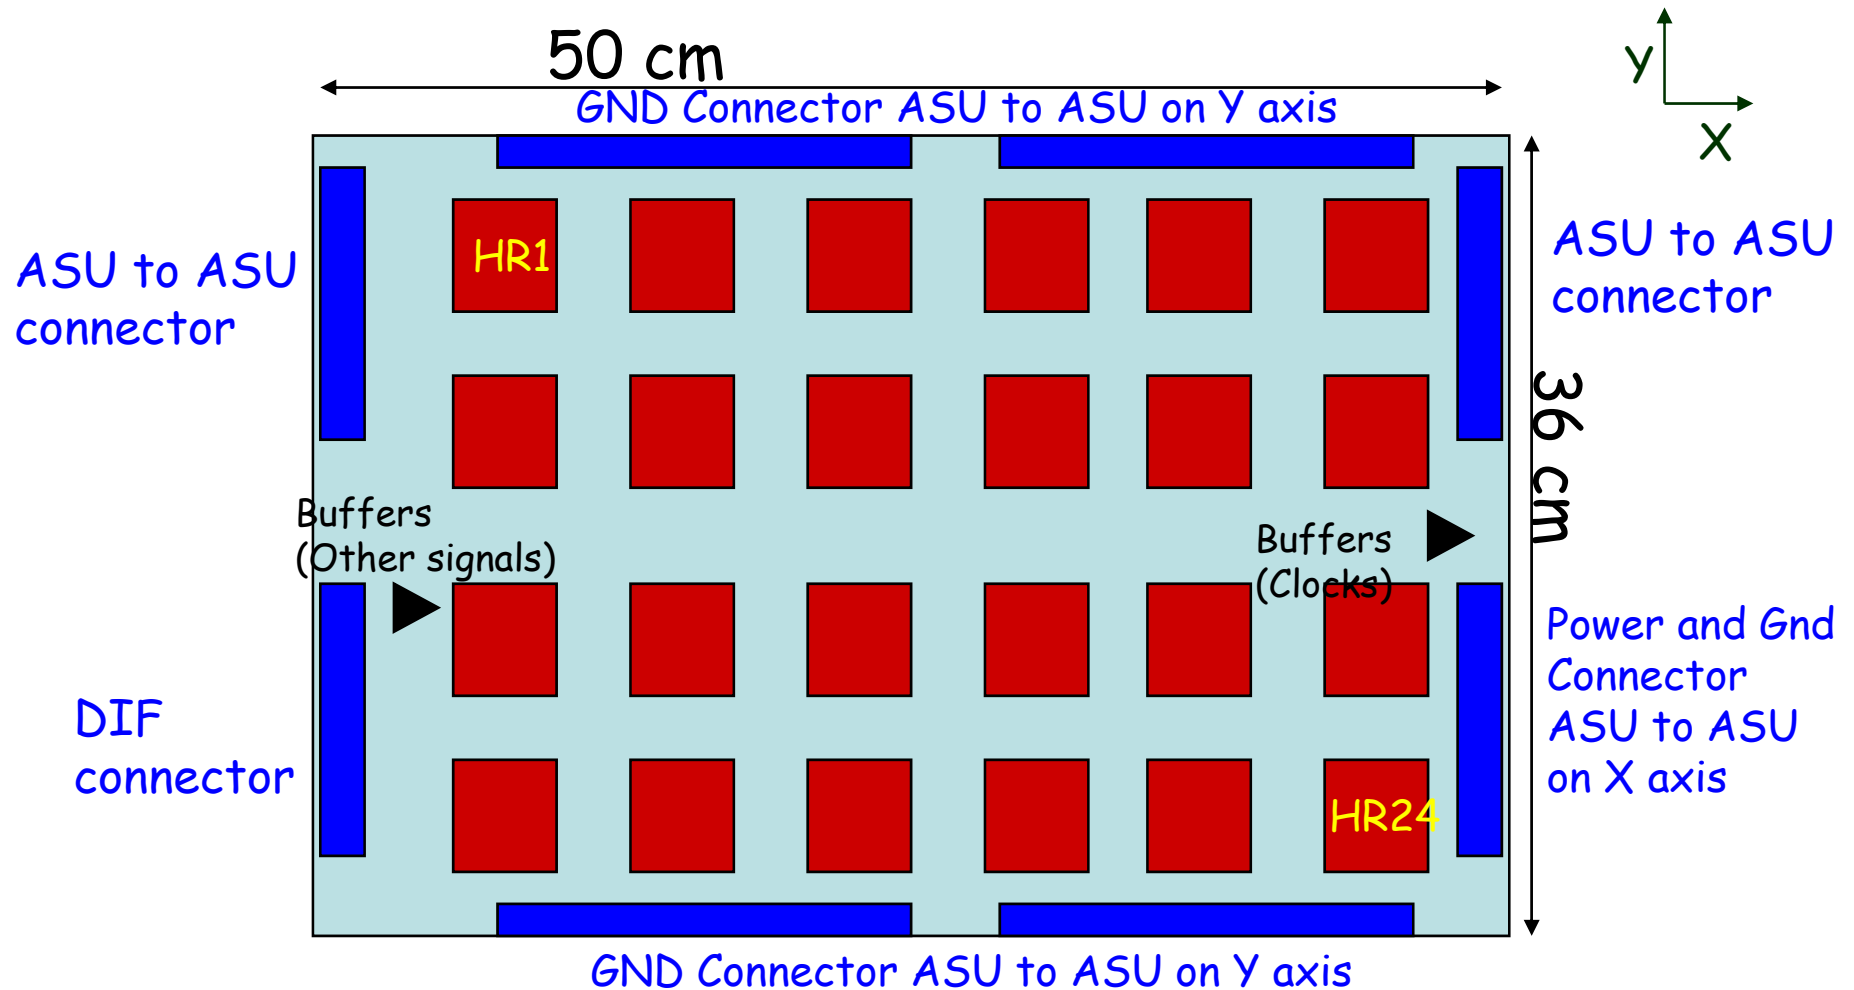 50 cm
GND Connector ASU to ASU on Y axis
y
X
ASU to ASU
connector
HR1
ASU to ASU
connector
36 cm
Buffers
(Other signals)
Buffers
(Clocks)
DIF
connector
Power and Gnd
Connector
ASU to ASU
on X axis
HR24
GND Connector ASU to ASU on Y axis